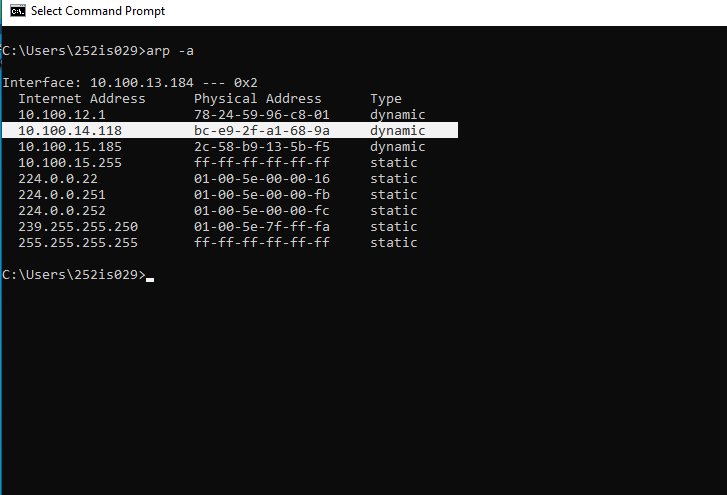 Select Command Prompt
C:\Users\252is029>arp -a
Interface: 10.100.13.184 --- 0x2
Internet Address Physical Address Type
10.100.12.1 78-24-59-96-c8-01 dynamic
10.100.14.118 bc-e9-2f-a1-68-9a dynamic
10.100.15.185 2c-58-b9-13-5b-f5 dynamic
10.100.15.255 ff-ff-ff-ff-ff-ff static
224.0.0.22 01-00-5e-00-00-16 static
224.0.0.251 01-00-5e-00-00-fb static
224.0.0.252 01-00-5e-00-00-fc static
239.255.255.250 01-00-5e-7f-ff-fa static
255.255.255.255 ff-ff-ff-ff-ff-ff static
C:\Users\252is029>